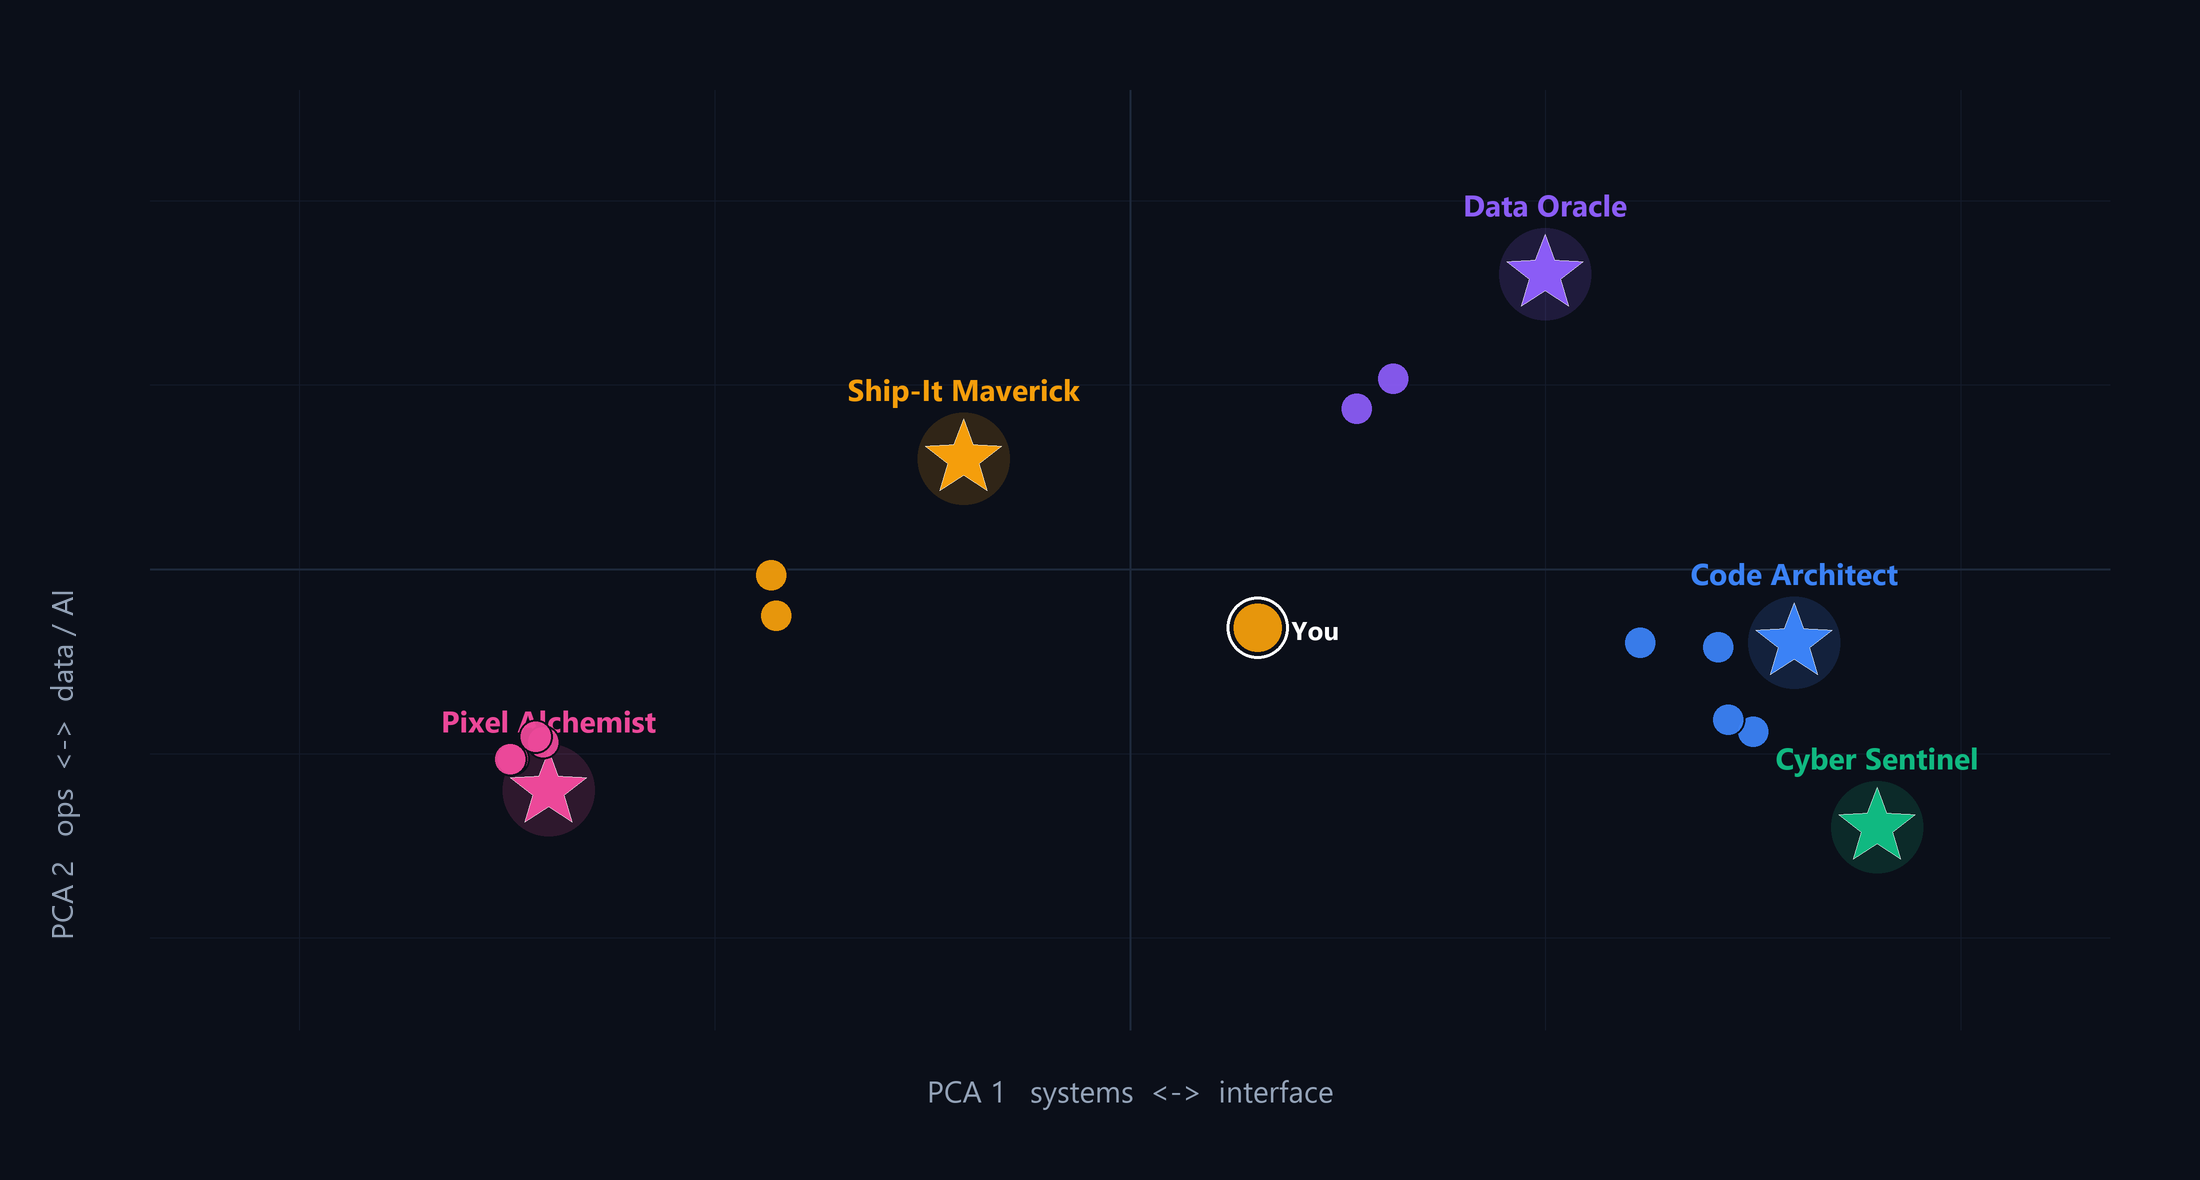 Data Oracle
Ship-It Maverick
Code Architect
You
Pixel Alchemist
Cyber Sentinel
PCA 2 ops <-> data / AI
PCA 1 systems <-> interface